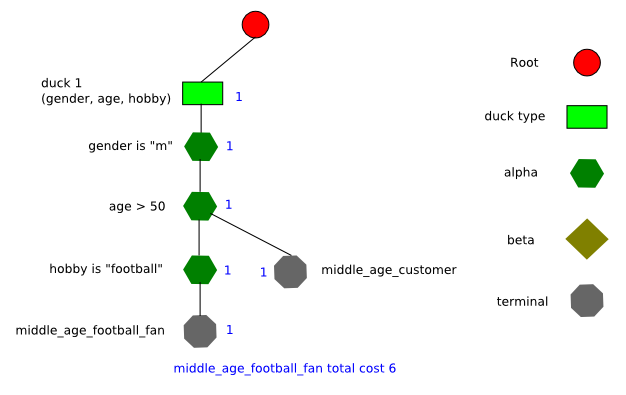 Root
duck 1
(gender, age, hobby)
1
duck type
gender is "m"
1
alpha
age > 50
1
beta
hobby is "football"
1
1
middle_age_customer
terminal
middle_age_football_fan
1
middle_age_football_fan total cost 6